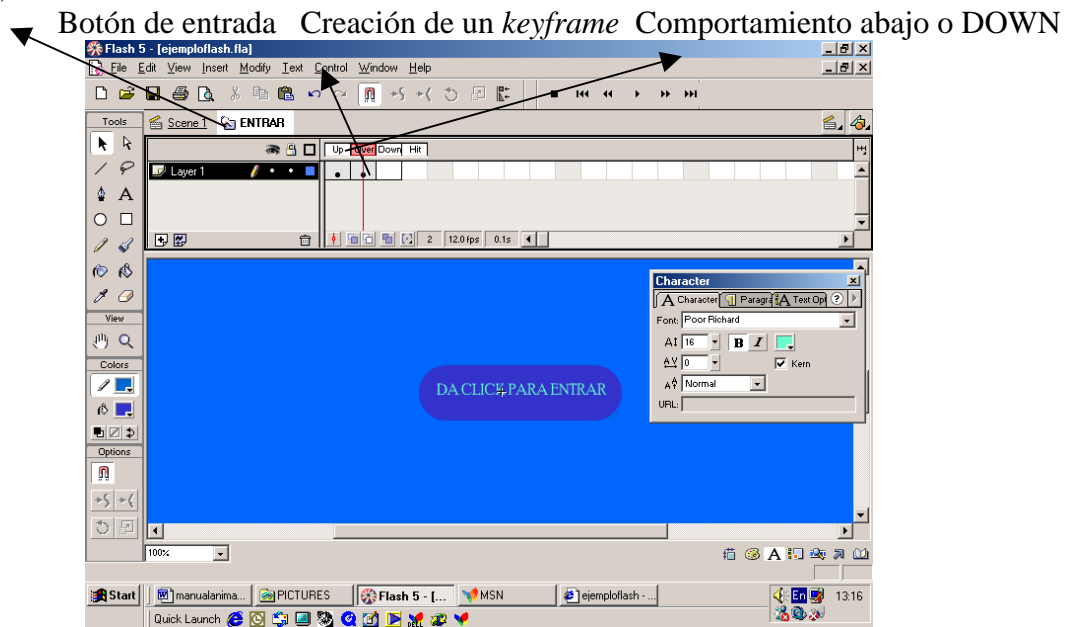 Botón de entrada Creación de un keyframe Comportamiento abajo o DOWN
Flash 5 - [ejemploflash.fla]
File Edit View Insert Modify Text Control Window Help
Tools
Scene 1 ENTRAR
Up Over Down Hit
Layer 1
2 12.0 fps 0.1s
Character
Character Paragra Text Opt
Font: Poor Richard
16 B I
0 Kern
Normal
URL:
View
Colors
Options
DA CLICK PARA ENTRAR
100%
Start manualanima... PICTURES Flash 5 - [... MSN ejemploflash - ... En 13:16
Quick Launch DELL